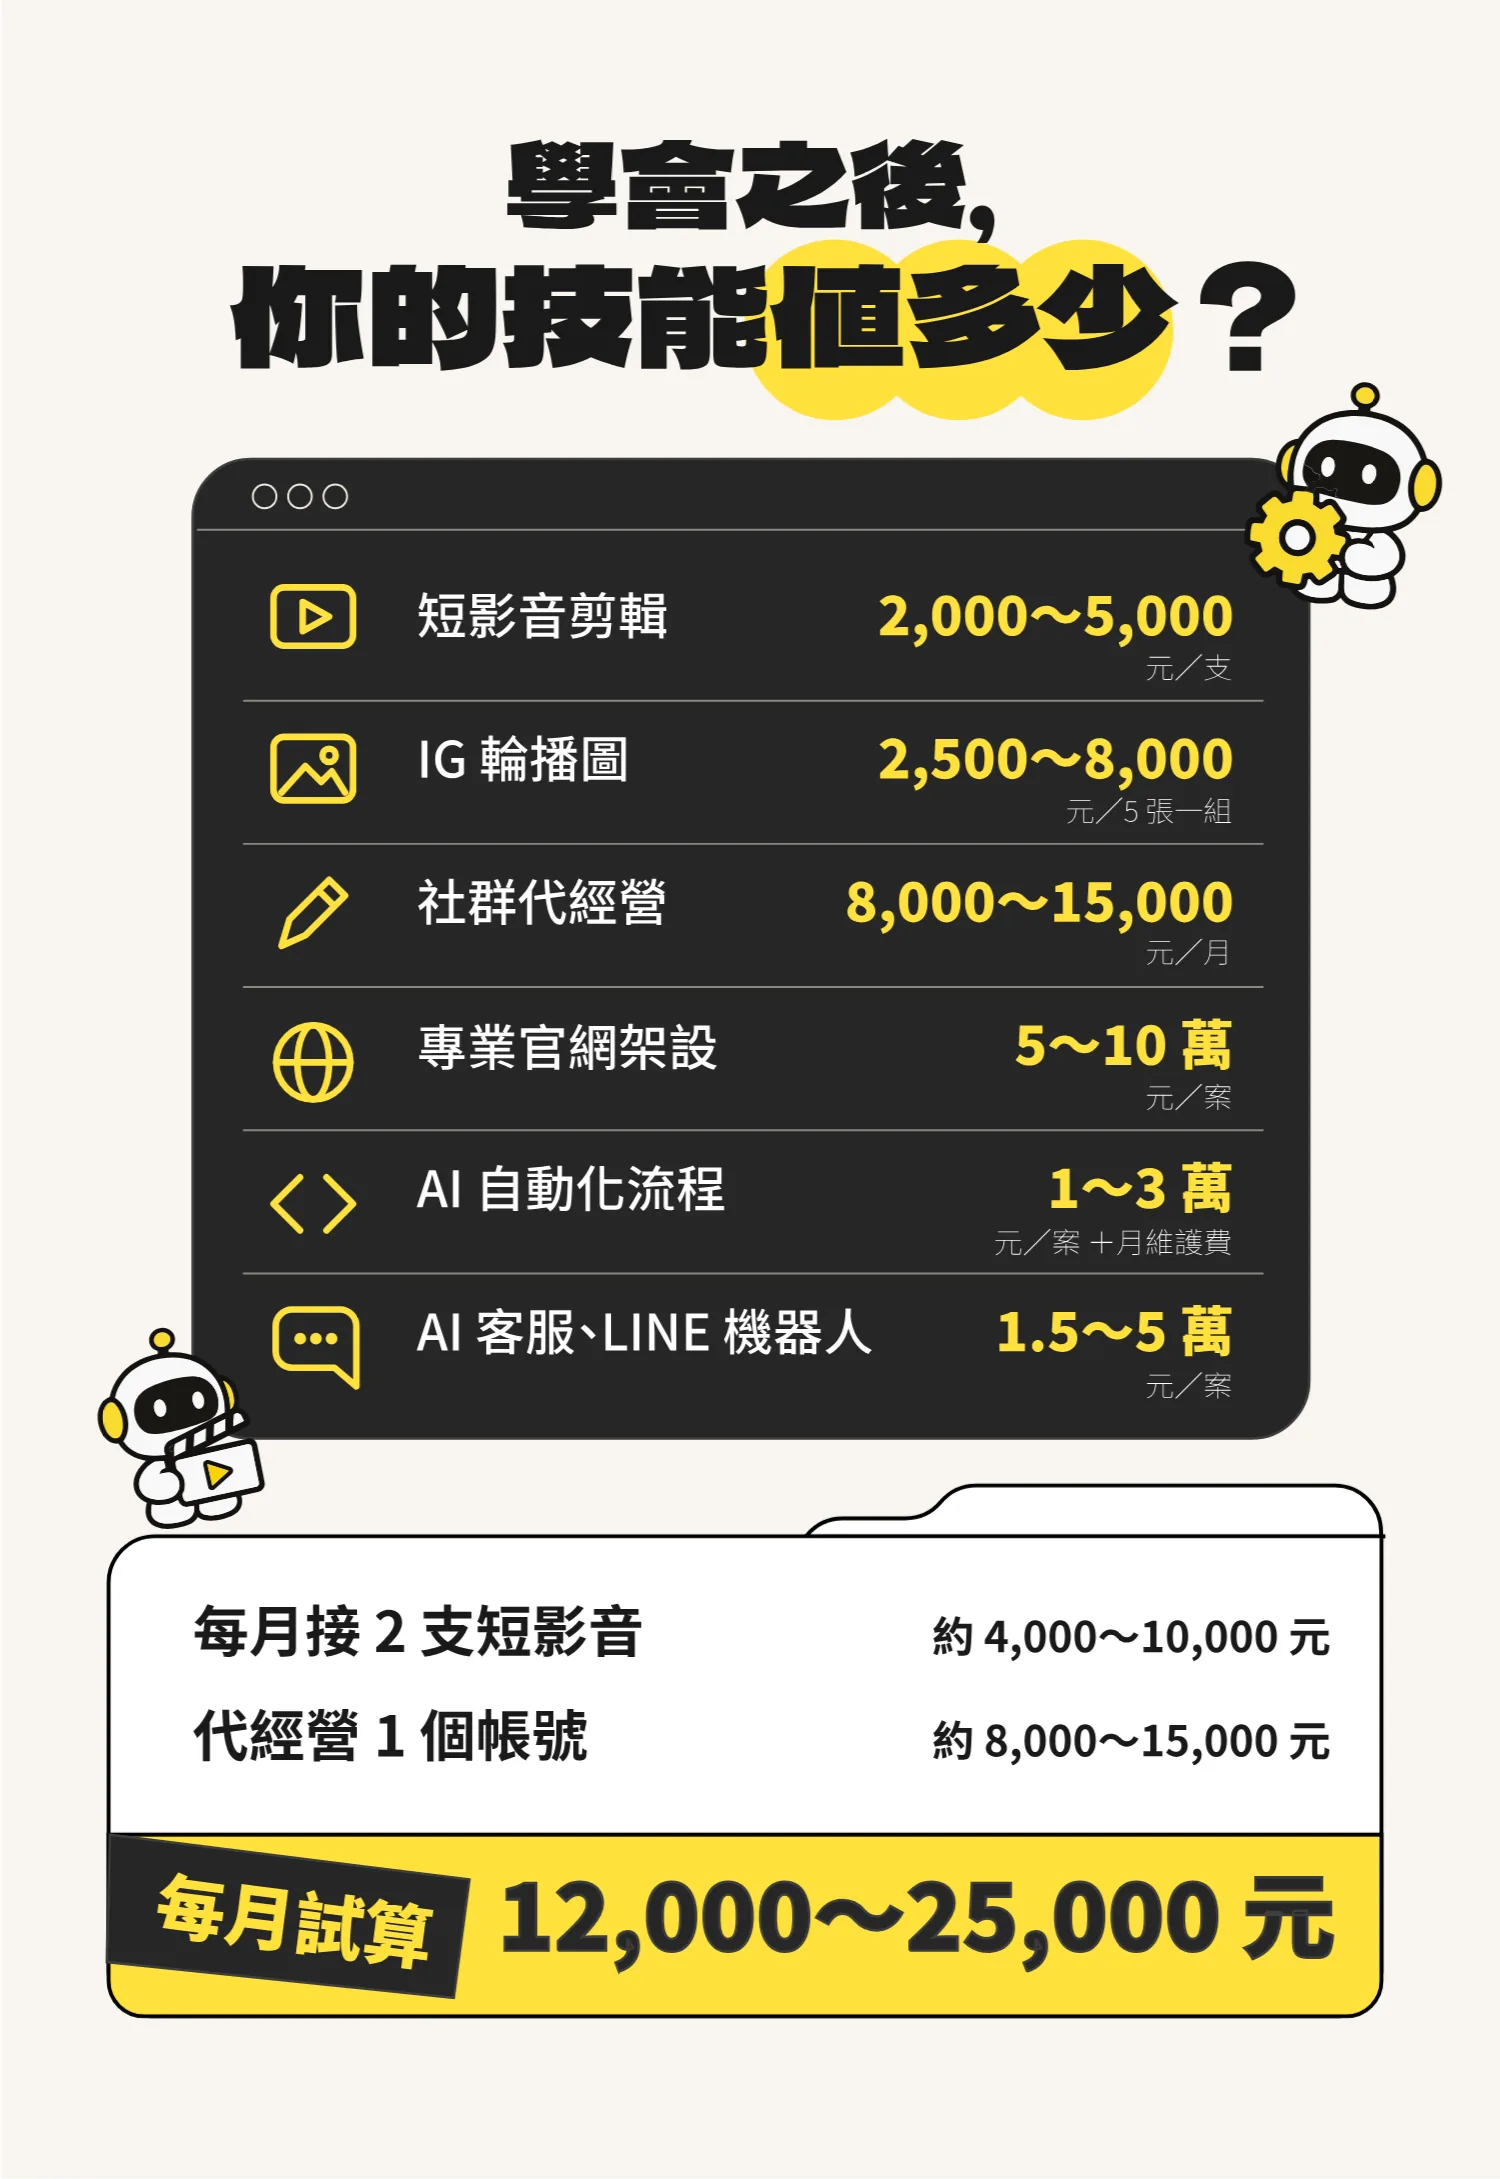 學會之後,
你的技能值多少?
短影音剪輯
2,000～5,000
元／支
IG 輪播圖
2,500～8,000
元／5 張一組
社群代經營
8,000～15,000
元／月
專業官網架設
5～10 萬
元／案
AI 自動化流程
1～3 萬
元／案 ＋月維護費
AI 客服、LINE 機器人
1.5～5 萬
元／案
每月接 2 支短影音
約 4,000～10,000 元
代經營 1 個帳號
約 8,000～15,000 元
每月試算
12,000～25,000 元